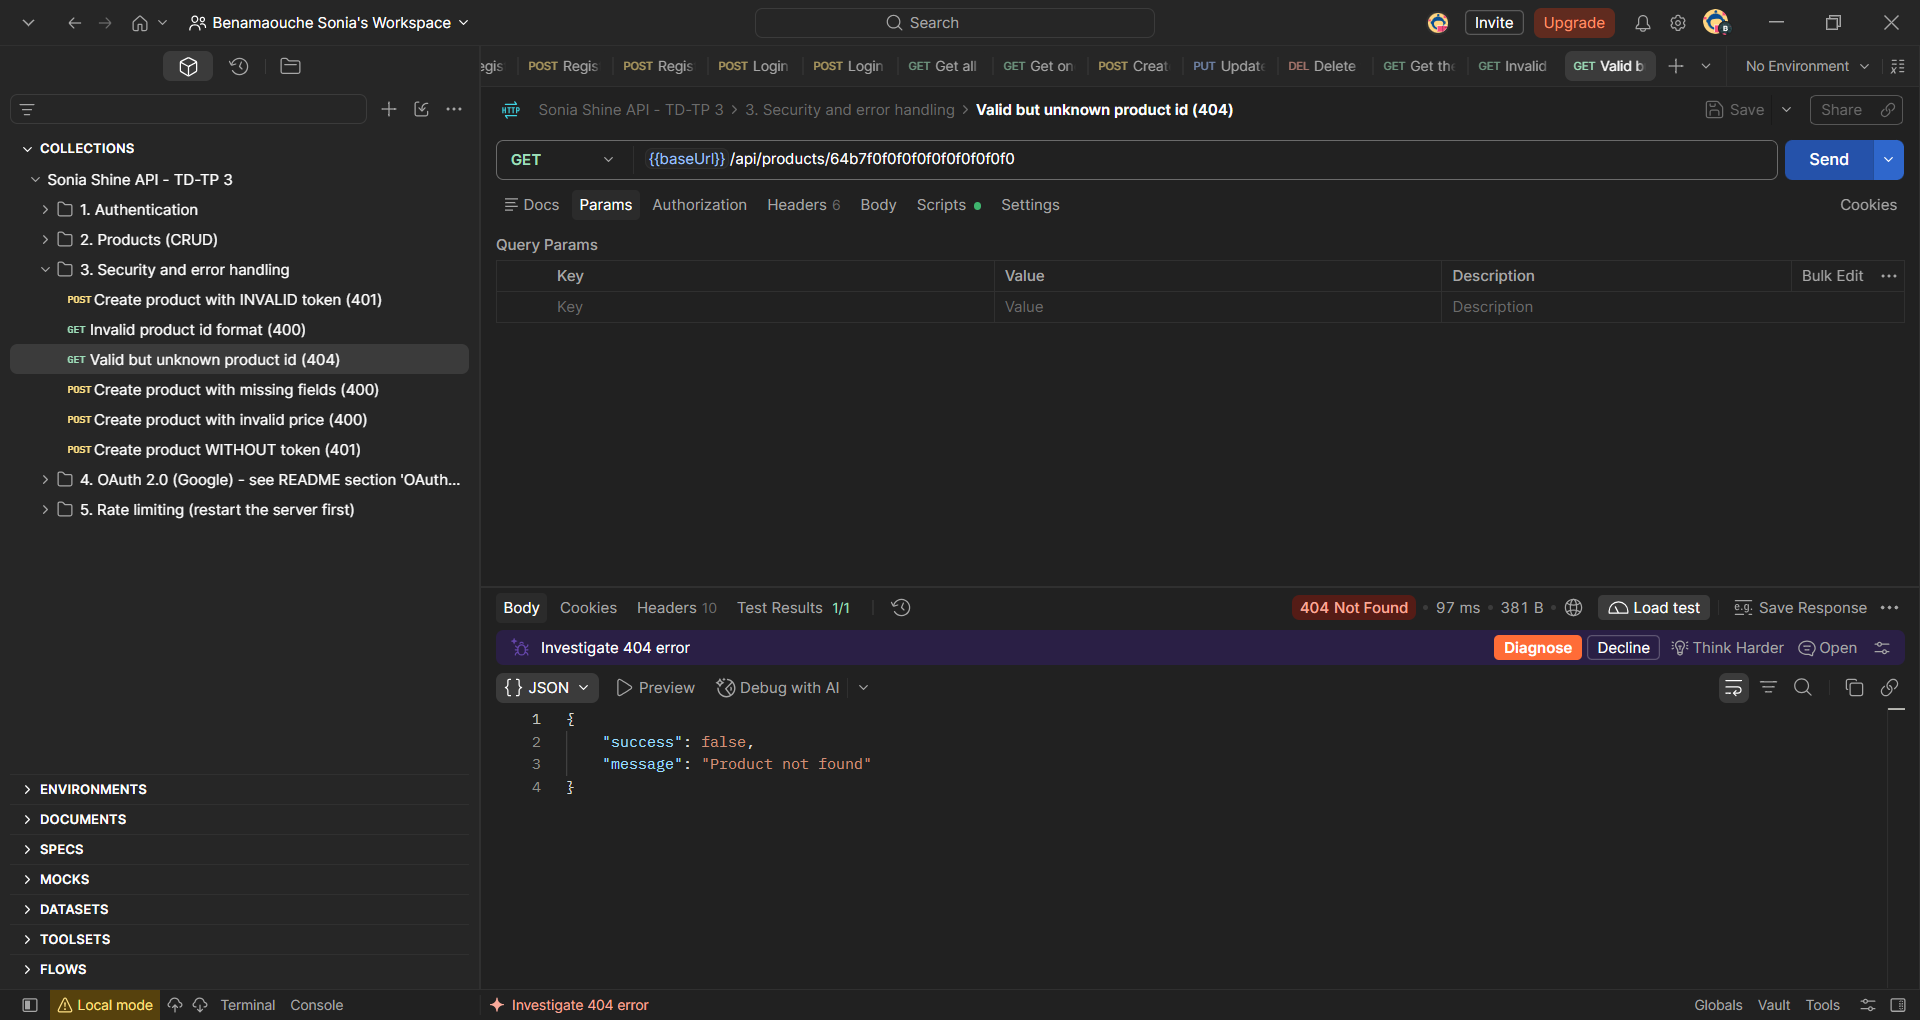 Benamaouche Sonia's Workspace
Search
Invite
Upgrade
egis
POST Regis
POST Regis
POST Login
POST Login
GET Get all
GET Get on
POST Creat
PUT Update
DEL Delete
GET Get the
GET Invalid
GET Valid b
No Environment
HTTP
Sonia Shine API - TD-TP 3 > 3. Security and error handling > Valid but unknown product id (404)
Save
Share
COLLECTIONS
Sonia Shine API - TD-TP 3
1. Authentication
2. Products (CRUD)
3. Security and error handling
POST Create product with INVALID token (401)
GET Invalid product id format (400)
GET Valid but unknown product id (404)
POST Create product with missing fields (400)
POST Create product with invalid price (400)
POST Create product WITHOUT token (401)
4. OAuth 2.0 (Google) - see README section 'OAuth...
5. Rate limiting (restart the server first)
ENVIRONMENTS
DOCUMENTS
SPECS
MOCKS
DATASETS
TOOLSETS
FLOWS
GET
{{baseUrl}} /api/products/64b7f0f0f0f0f0f0f0f0f0f0
Send
Docs
Params
Authorization
Headers 6
Body
Scripts
Settings
Cookies
Query Params
Key
Value
Description
Bulk Edit
Key
Value
Description
Body
Cookies
Headers 10
Test Results 1/1
404 Not Found
97 ms
381 B
Load test
e.g. Save Response
Investigate 404 error
Diagnose
Decline
Think Harder
Open
{} JSON
Preview
Debug with AI
1 {
2 "success": false,
3 "message": "Product not found"
4 }
Local mode
Terminal
Console
Investigate 404 error
Globals
Vault
Tools